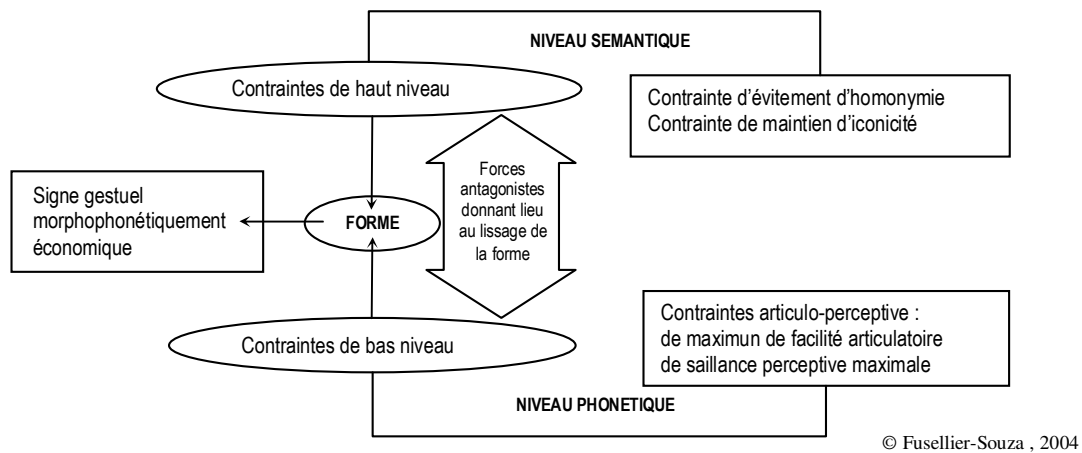 NIVEAU SEMANTIQUE
Contraintes de haut niveau
Contrainte d'évitement d'homonymie
Contrainte de maintien d'iconicité
Forces
antagonistes
donnant lieu
au lissage de
la forme
Signe gestuel
morphophonétiquement
économique
FORME
Contraintes articulo-perceptive :
de maximun de facilité articulatoire
de saillance perceptive maximale
Contraintes de bas niveau
NIVEAU PHONETIQUE
© Fusellier-Souza , 2004